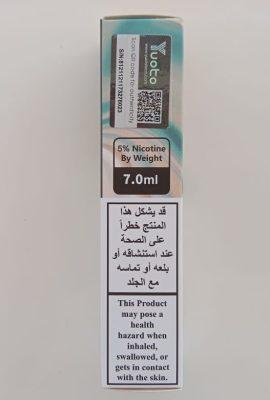 Yuoto
Scan QR code for authenticity
S/N:8121121173276023
5% Nicotine
By Weight
7.0ml
قد يشكل هذا
المنتج خطراً
على الصحة
عند استنشاقه أو
بلعه أو تماسه
مع الجلد
This Product
may pose a
health
hazard when
inhaled,
swallowed, or
gets in contact
with the skin.